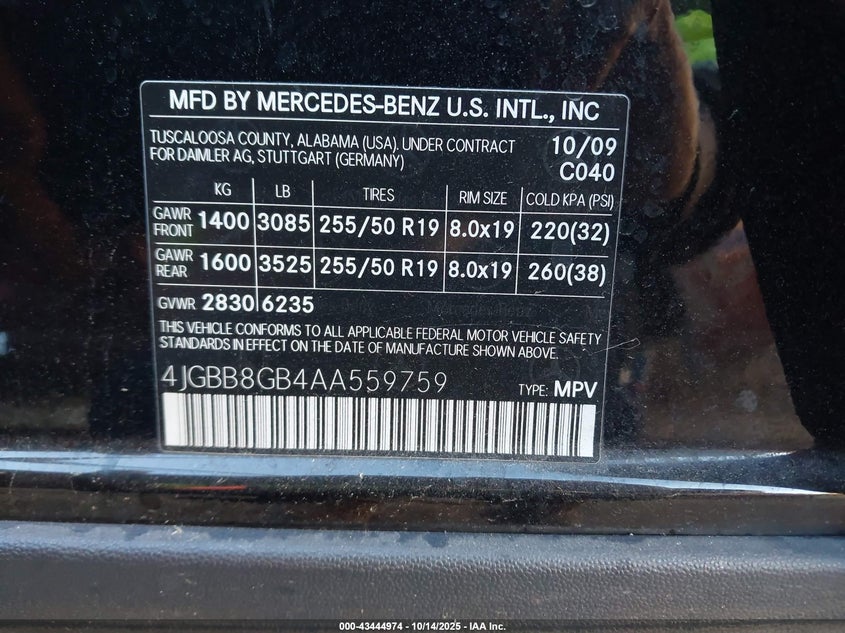 MFD BY MERCEDES-BENZ U.S. INTL., INC
TUSCALOOSA COUNTY, ALABAMA (USA). UNDER CONTRACT
FOR DAIMLER AG, STUTTGART (GERMANY)
10/09
C040
KG LB TIRES RIM SIZE COLD KPA (PSI)
GAWR FRONT 1400 3085 255/50 R19 8.0x19 220(32)
GAWR REAR 1600 3525 255/50 R19 8.0x19 260(38)
GVWR 2830 6235
THIS VEHICLE CONFORMS TO ALL APPLICABLE FEDERAL MOTOR VEHICLE SAFETY
STANDARDS IN EFFECT ON THE DATE OF MANUFACTURE SHOWN ABOVE.
4JGBB8GB4AA559759 TYPE: MPV
000-43444974 - 10/14/2025 - IAA Inc.